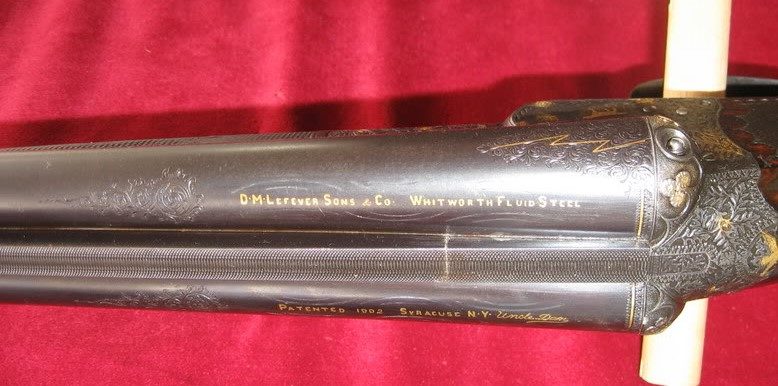 D.M. LEFEVER SONS & CO. WHITWORTH FLUID STEEL
PATENTED 1902 SYRACUSE N.Y. Uncle Dan